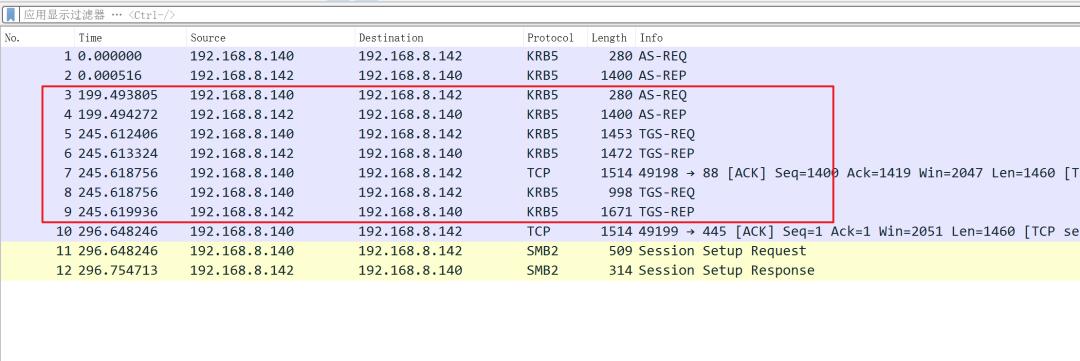 应用显示过滤器 … <Ctrl-/>
No. Time Source Destination Protocol Length Info
1 0.000000 192.168.8.140 192.168.8.142 KRB5 280 AS-REQ
2 0.000516 192.168.8.142 192.168.8.140 KRB5 1400 AS-REP
3 199.493805 192.168.8.140 192.168.8.142 KRB5 280 AS-REQ
4 199.494272 192.168.8.142 192.168.8.140 KRB5 1400 AS-REP
5 245.612406 192.168.8.140 192.168.8.142 KRB5 1453 TGS-REQ
6 245.613324 192.168.8.142 192.168.8.140 KRB5 1472 TGS-REP
7 245.618756 192.168.8.140 192.168.8.142 TCP 1514 49198 → 88 [ACK] Seq=1400 Ack=1419 Win=2047 Len=1460 [T
8 245.618756 192.168.8.140 192.168.8.142 KRB5 998 TGS-REQ
9 245.619936 192.168.8.142 192.168.8.140 KRB5 1671 TGS-REP
10 296.648246 192.168.8.140 192.168.8.142 TCP 1514 49199 → 445 [ACK] Seq=1 Ack=1 Win=2051 Len=1460 [TCP se
11 296.648246 192.168.8.140 192.168.8.142 SMB2 509 Session Setup Request
12 296.754713 192.168.8.142 192.168.8.140 SMB2 314 Session Setup Response